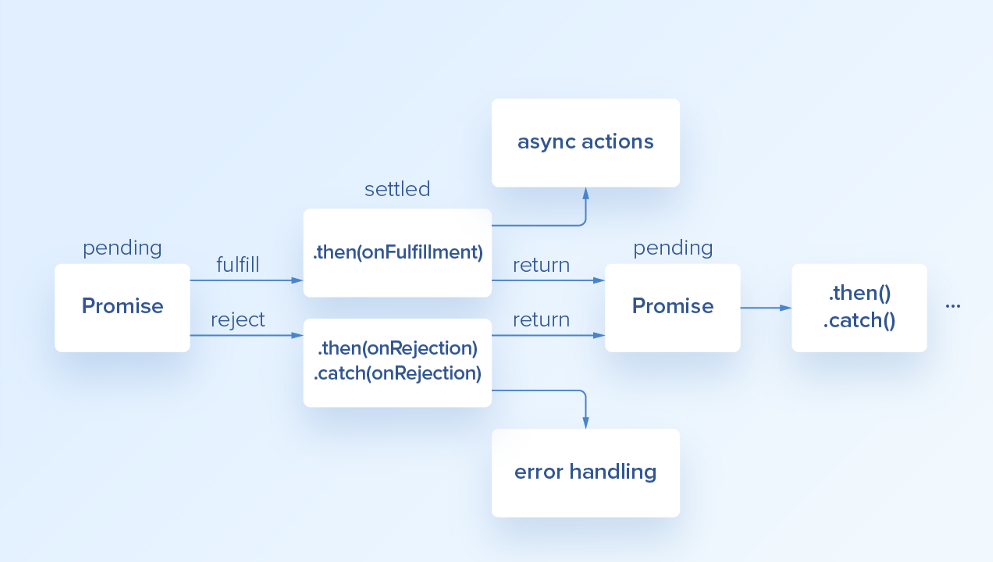 async actions
settled
.then(onFulfillment)
pending
Promise
fulfill
reject
return
return
.then(onRejection)
.catch(onRejection)
pending
Promise
.then()
.catch()
...
error handling